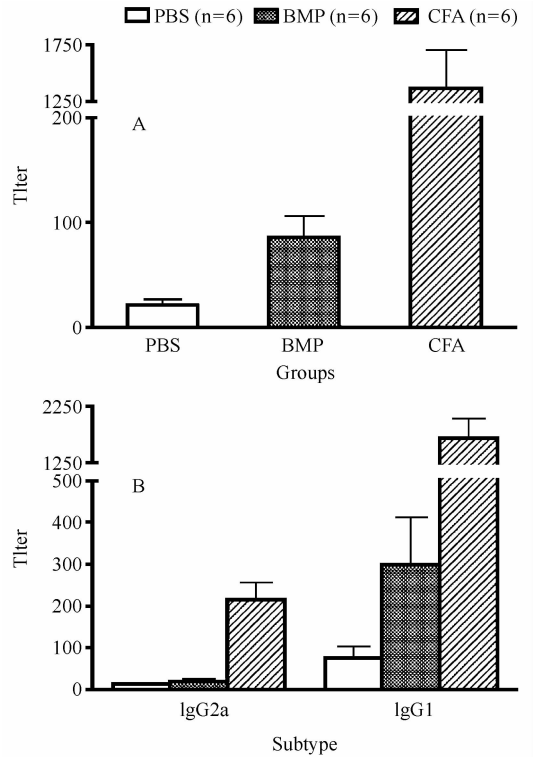 PBS (n=6) BMP (n=6) CFA (n=6)
1750
1250
200
A
Tlter
100
0
PBS BMP CFA
Groups
2250
1250
500
B
400
Tlter
300
200
100
0
lgG2a lgG1
Subtype